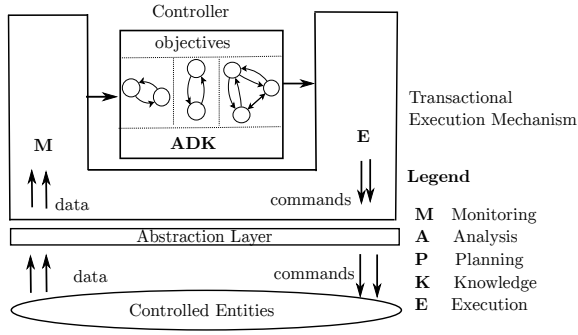 Controller
objectives
ADK
M
E
Transactional
Execution Mechanism
data
commands
Abstraction Layer
data
commands
Controlled Entities
Legend
M Monitoring
A Analysis
P Planning
K Knowledge
E Execution